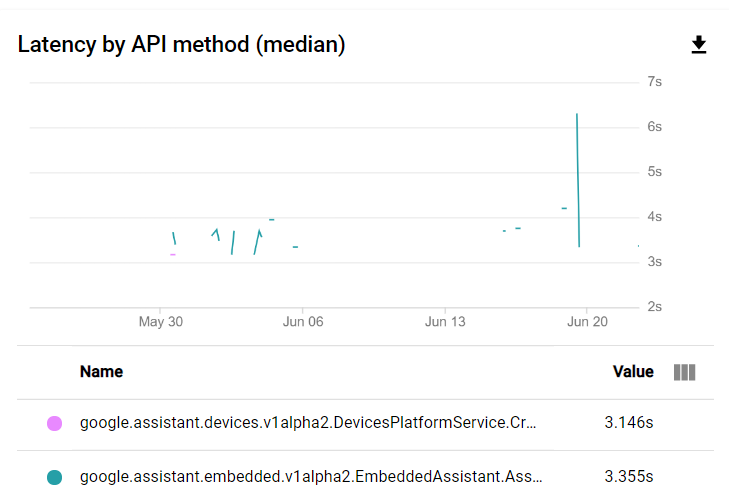 Latency by API method (median)
7s
6s
5s
4s
3s
2s
May 30 Jun 06 Jun 13 Jun 20
Name Value
google.assistant.devices.v1alpha2.DevicesPlatformService.Cr... 3.146s
google.assistant.embedded.v1alpha2.EmbeddedAssistant.Ass... 3.355s